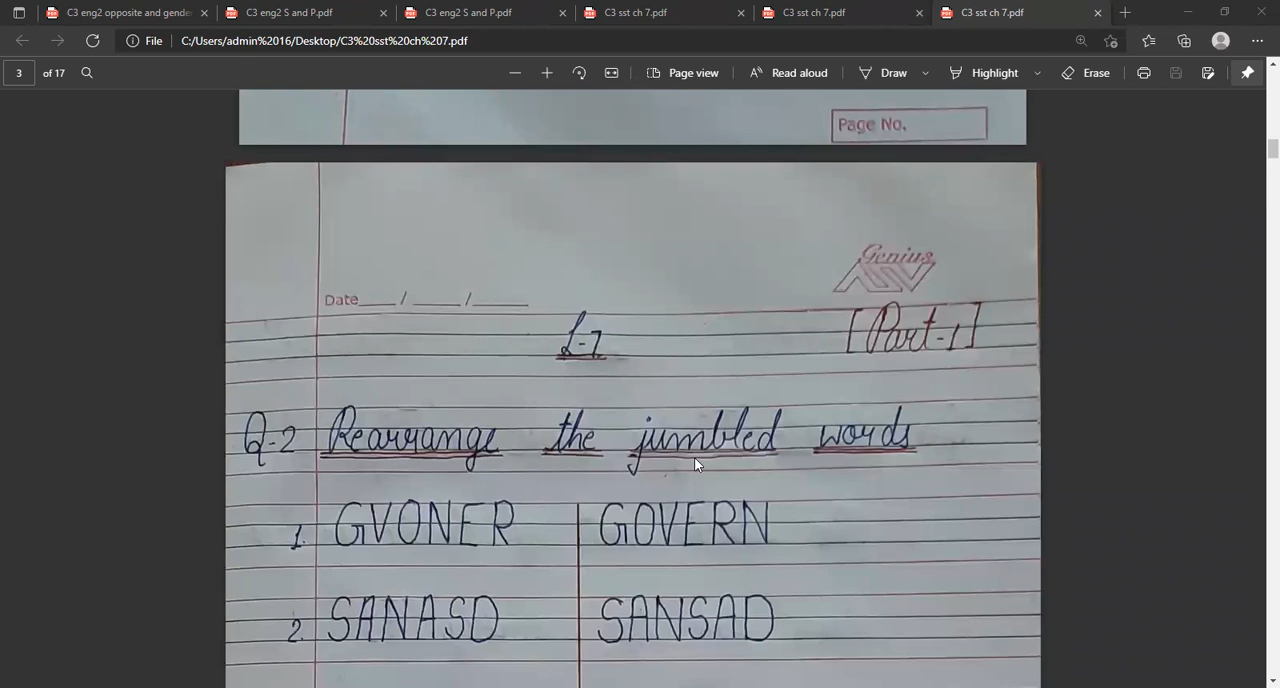 C3 eng2 opposite and gende
C3 eng2 S and P.pdf
C3 eng2 S and P.pdf
C3 sst ch 7.pdf
C3 sst ch 7.pdf
C3 sst ch 7.pdf
File
C:/Users/admin%2016/Desktop/C3%20sst%20ch%207.pdf
3 of 17
Page view
Read aloud
Draw
Highlight
Erase
Page No.
Genius
Date / /
L-7
[Part-1]
Q-2 Rearrange the jumbled words
1. GVONER GOVERN
2. SANASD SANSAD